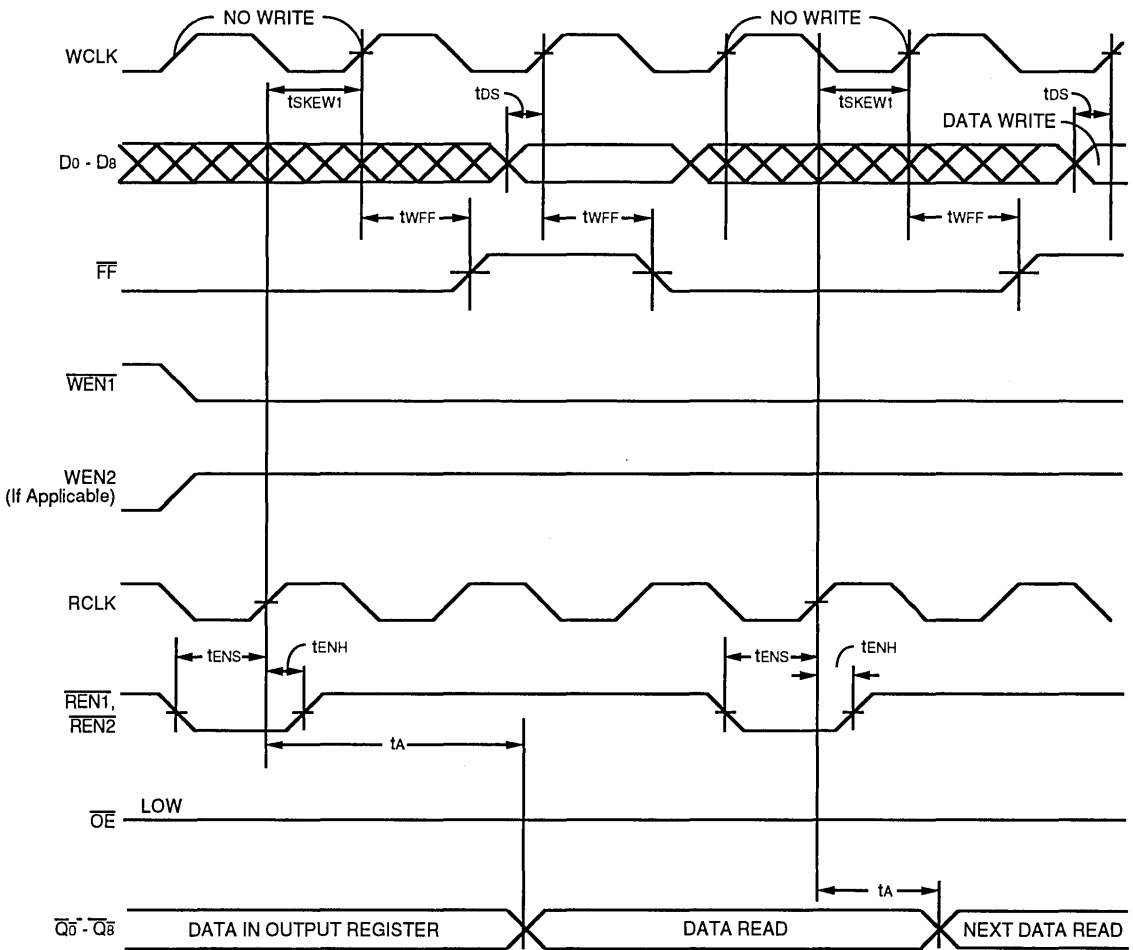 NO WRITE
NO WRITE
WCLK
tSKEW1
tDS
tSKEW1
tDS
DATA WRITE
D0 - D8
tWFF
tWFF
tWFF
FF
WEN1
WEN2
(If Applicable)
RCLK
tENS
tENH
tENS
tENH
REN1,
REN2
tA
LOW
OE
tA
Q0 - Q8
DATA IN OUTPUT REGISTER
DATA READ
NEXT DATA READ